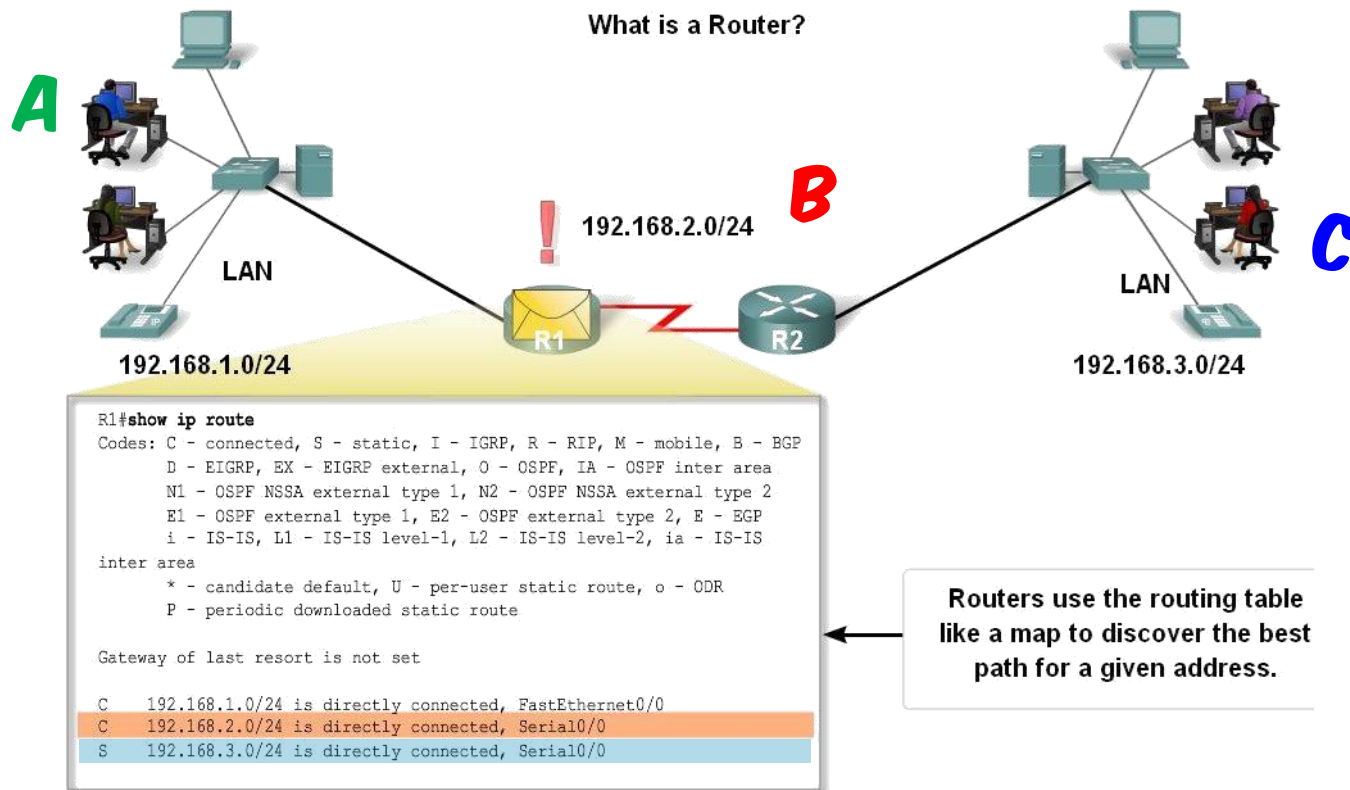 What is a Router?
A
B
192.168.2.0/24
C
LAN
LAN
IP
R1
R2
192.168.1.0/24
192.168.3.0/24
R1#show ip route
Codes: C - connected, S - static, I - IGRP, R - RIP, M - mobile, B - BGP
D - EIGRP, EX - EIGRP external, O - OSPF, IA - OSPF inter area
N1 - OSPF NSSA external type 1, N2 - OSPF NSSA external type 2
E1 - OSPF external type 1, E2 - OSPF external type 2, E - EGP
i - IS-IS, L1 - IS-IS level-1, L2 - IS-IS level-2, ia - IS-IS
inter area
* - candidate default, U - per-user static route, o - ODR
P - periodic downloaded static route
Gateway of last resort is not set
C 192.168.1.0/24 is directly connected, FastEthernet0/0
C 192.168.2.0/24 is directly connected, Serial0/0
S 192.168.3.0/24 is directly connected, Serial0/0
Routers use the routing table
like a map to discover the best
path for a given address.